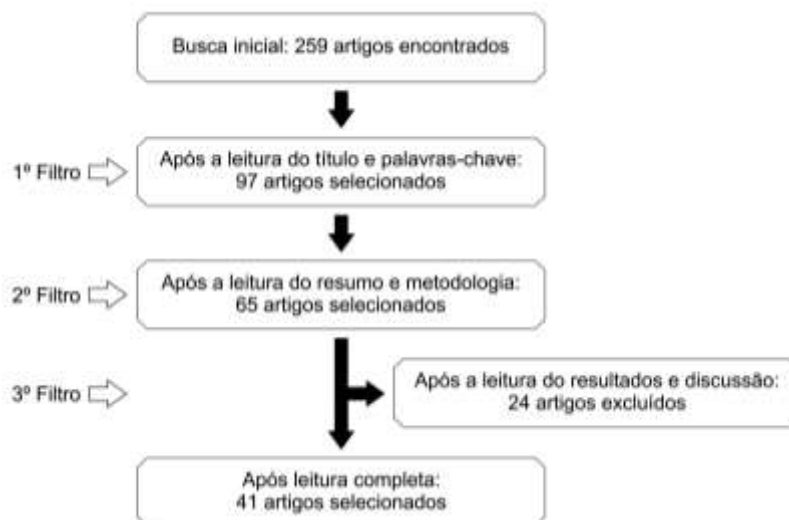 Busca inicial: 259 artigos encontrados
1º Filtro
Após a leitura do título e palavras-chave:
97 artigos selecionados
2º Filtro
Após a leitura do resumo e metodologia:
65 artigos selecionados
3º Filtro
Após a leitura do resultados e discussão:
24 artigos excluídos
Após leitura completa:
41 artigos selecionados